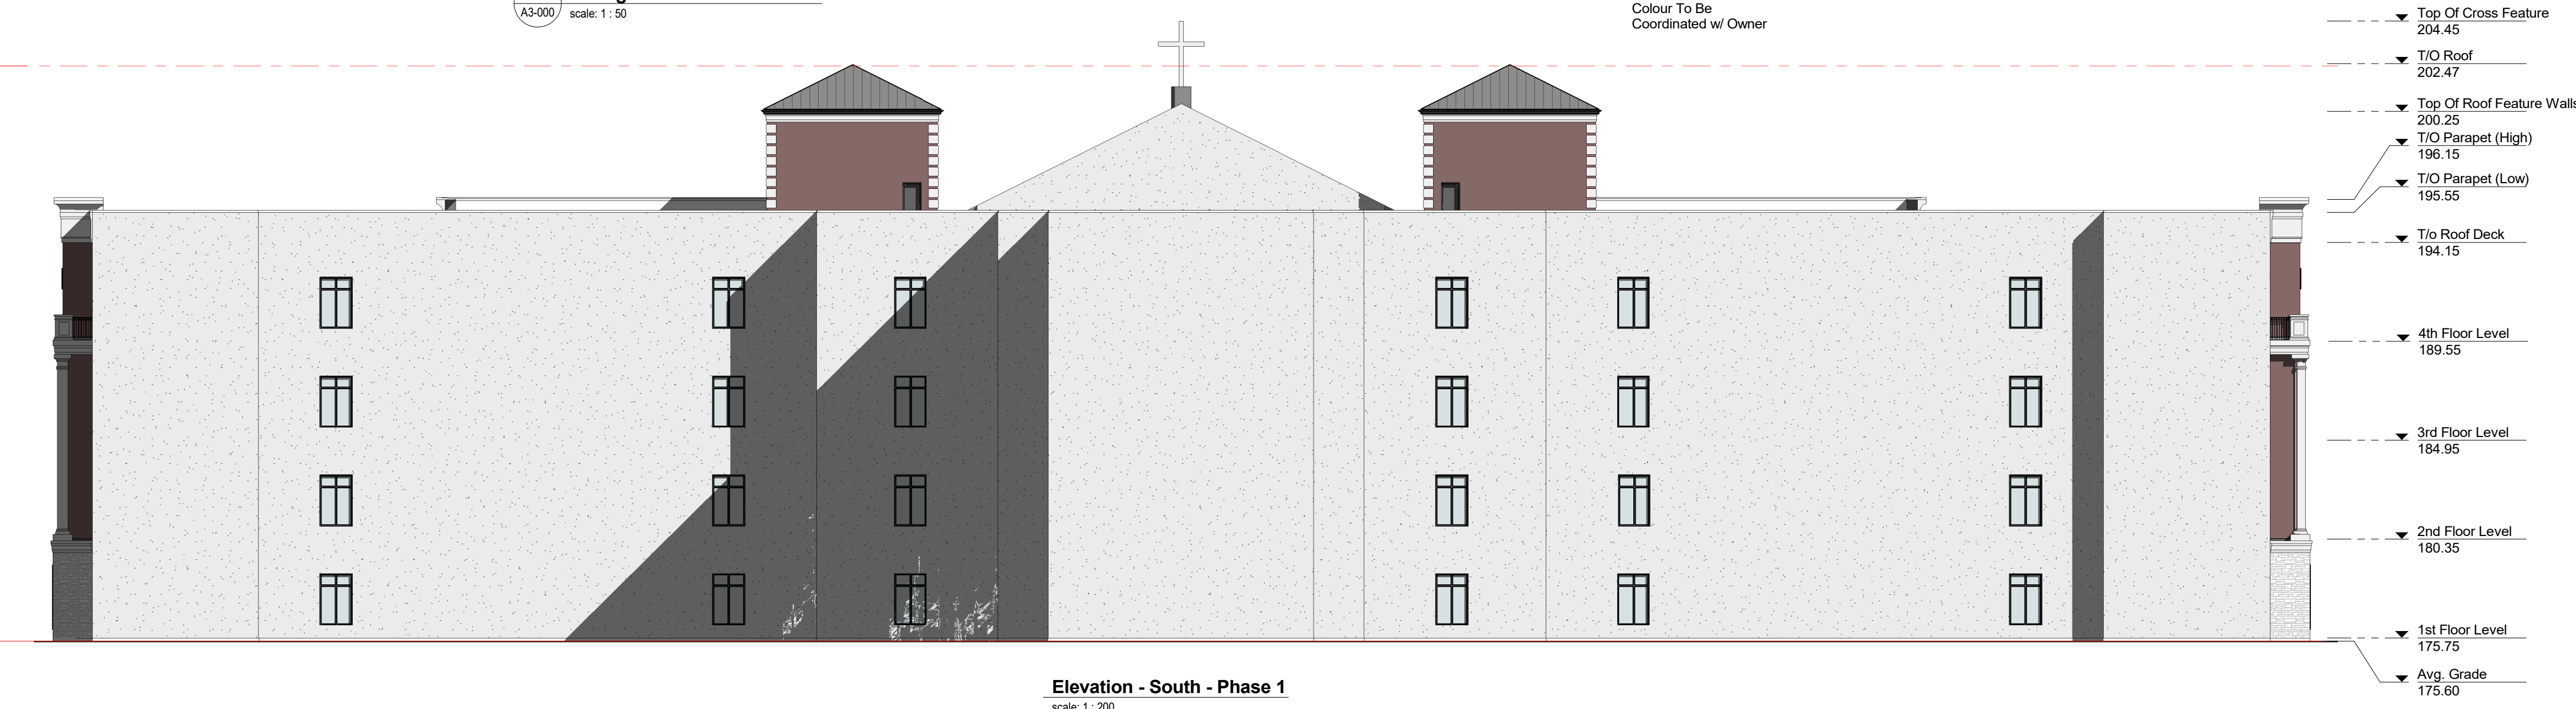 A3-000
scale: 1 : 50
Colour To Be
Coordinated w/ Owner
Top Of Cross Feature
204.45
T/O Roof
202.47
Top Of Roof Feature Walls
200.25
T/O Parapet (High)
196.15
T/O Parapet (Low)
195.55
T/o Roof Deck
194.15
4th Floor Level
189.55
3rd Floor Level
184.95
2nd Floor Level
180.35
1st Floor Level
175.75
Avg. Grade
175.60
Elevation - South - Phase 1
scale: 1 : 200